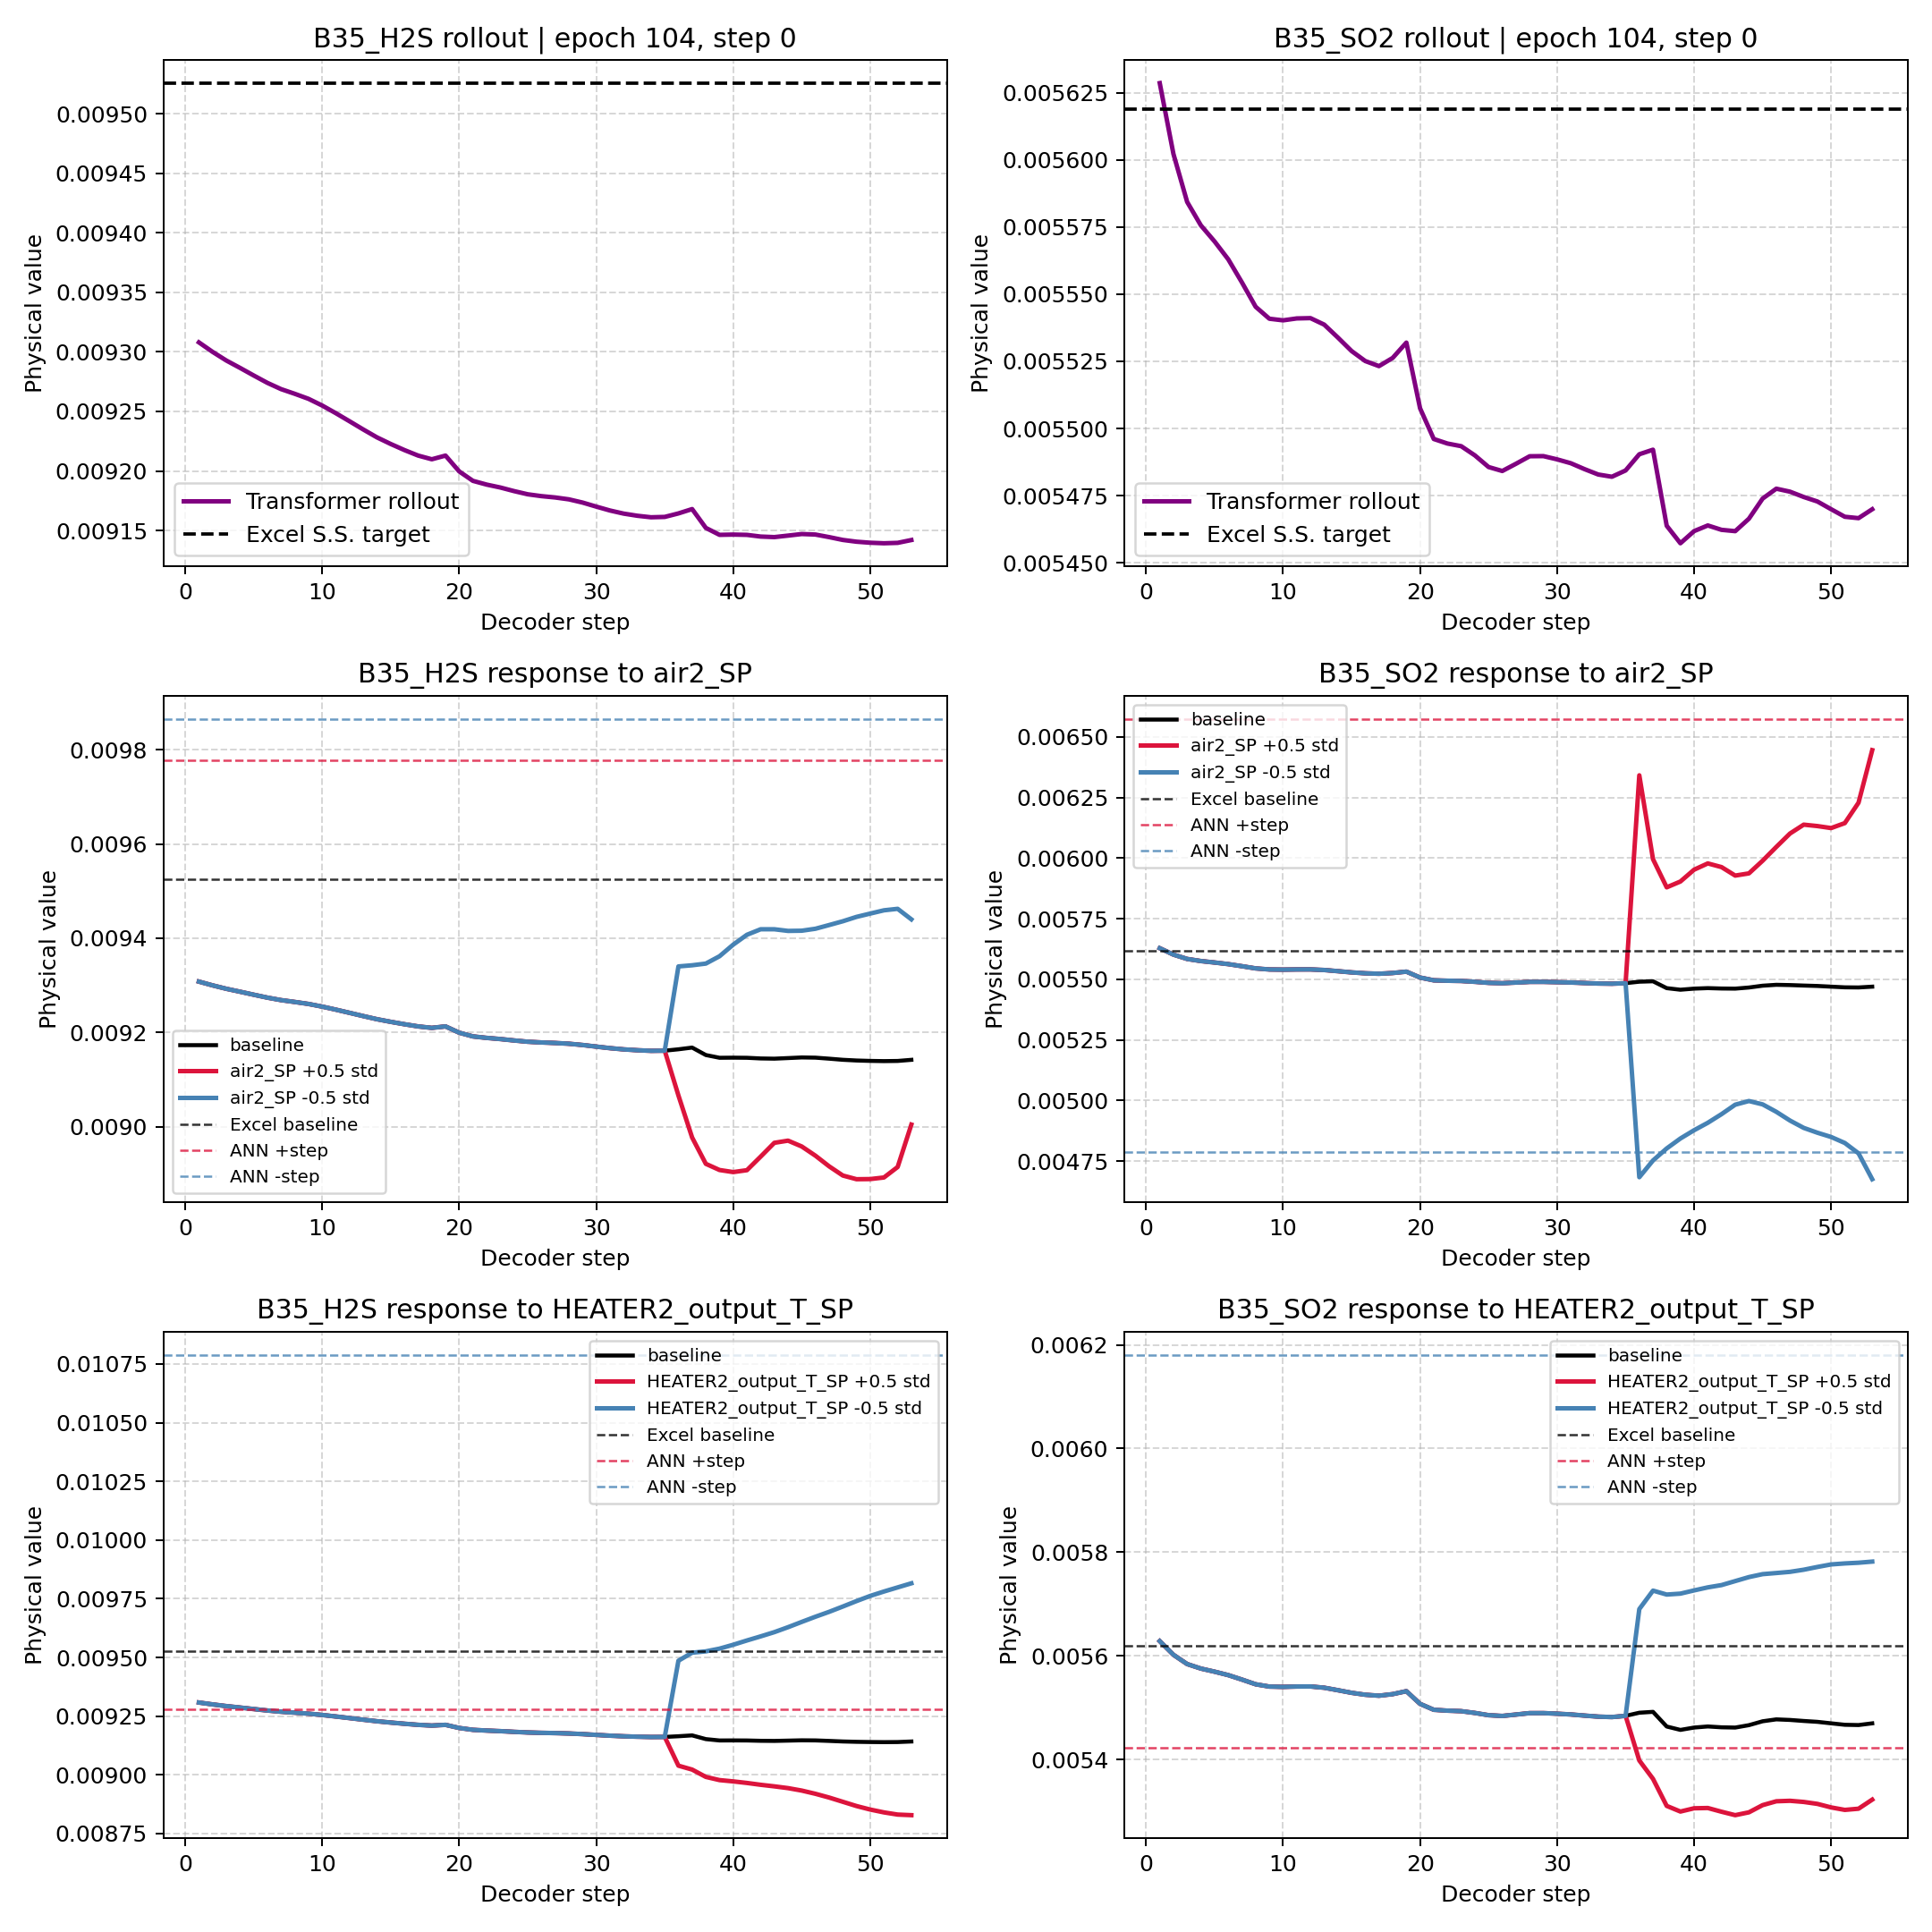 B35_H2S rollout | epoch 104, step 0
Physical value
0.00950
0.00945
0.00940
0.00935
0.00930
0.00925
0.00920
0.00915
Transformer rollout
Excel S.S. target
0 10 20 30 40 50
Decoder step
B35_SO2 rollout | epoch 104, step 0
Physical value
0.005625
0.005600
0.005575
0.005550
0.005525
0.005500
0.005475
0.005450
Transformer rollout
Excel S.S. target
0 10 20 30 40 50
Decoder step
B35_H2S response to air2_SP
Physical value
0.0098
0.0096
0.0094
0.0092
0.0090
baseline
air2_SP +0.5 std
air2_SP -0.5 std
Excel baseline
ANN +step
ANN -step
0 10 20 30 40 50
Decoder step
B35_SO2 response to air2_SP
Physical value
0.00650
0.00625
0.00600
0.00575
0.00550
0.00525
0.00500
0.00475
baseline
air2_SP +0.5 std
air2_SP -0.5 std
Excel baseline
ANN +step
ANN -step
0 10 20 30 40 50
Decoder step
B35_H2S response to HEATER2_output_T_SP
Physical value
0.01075
0.01050
0.01025
0.01000
0.00975
0.00950
0.00925
0.00900
0.00875
baseline
HEATER2_output_T_SP +0.5 std
HEATER2_output_T_SP -0.5 std
Excel baseline
ANN +step
ANN -step
0 10 20 30 40 50
Decoder step
B35_SO2 response to HEATER2_output_T_SP
Physical value
0.0062
0.0060
0.0058
0.0056
0.0054
baseline
HEATER2_output_T_SP +0.5 std
HEATER2_output_T_SP -0.5 std
Excel baseline
ANN +step
ANN -step
0 10 20 30 40 50
Decoder step